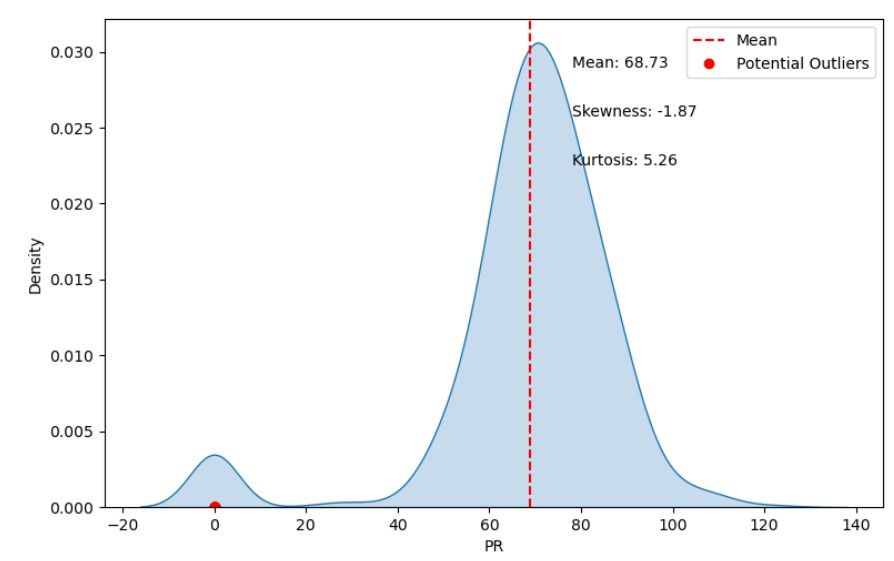 Mean
Potential Outliers
Mean: 68.73
Skewness: -1.87
Kurtosis: 5.26
0.030
0.025
0.020
0.015
0.010
0.005
0.000
Density
−20 0 20 40 60 80 100 120 140
PR